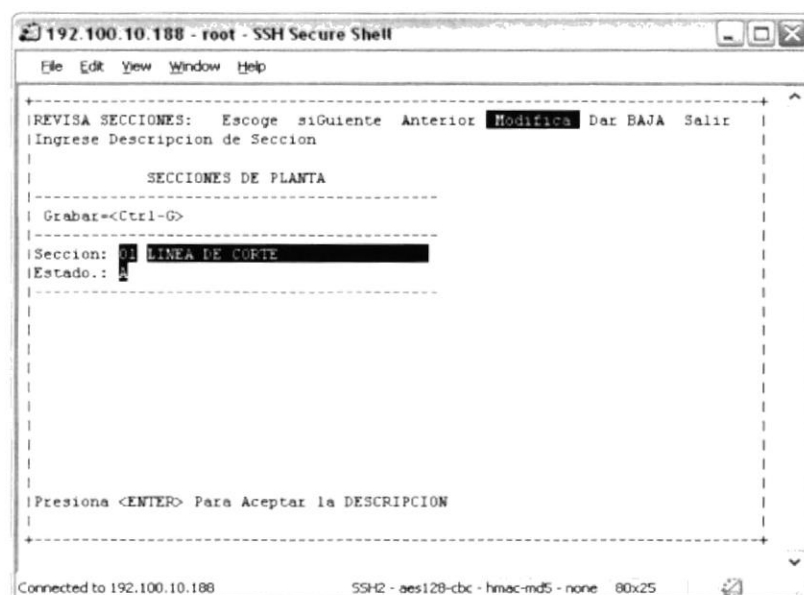 192.100.10.188 - root - SSH Secure Shell
File Edit View Window Help
REVISA SECCIONES: Escoge siGuiente Anterior Modifica Dar BAJA Salir
Ingrese Descripcion de Seccion
SECCIONES DE PLANTA
Grabar=<Ctrl-G>
Seccion: 01 LINEA DE CORTE
Estado.: A
Presiona <ENTER> Para Aceptar la DESCRIPCION
Connected to 192.100.10.188 SSH2 - aes128-cbc - hmac-md5 - none 80x25